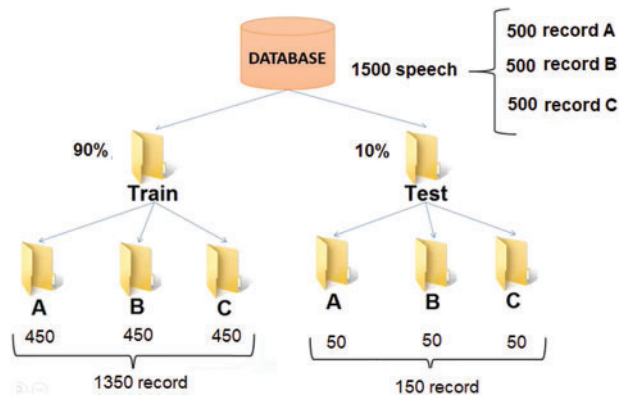 DATABASE
1500 speech
500 record A
500 record B
500 record C
90%
10%
Train
Test
A B C
A B C
450 450 450
50 50 50
1350 record
150 record